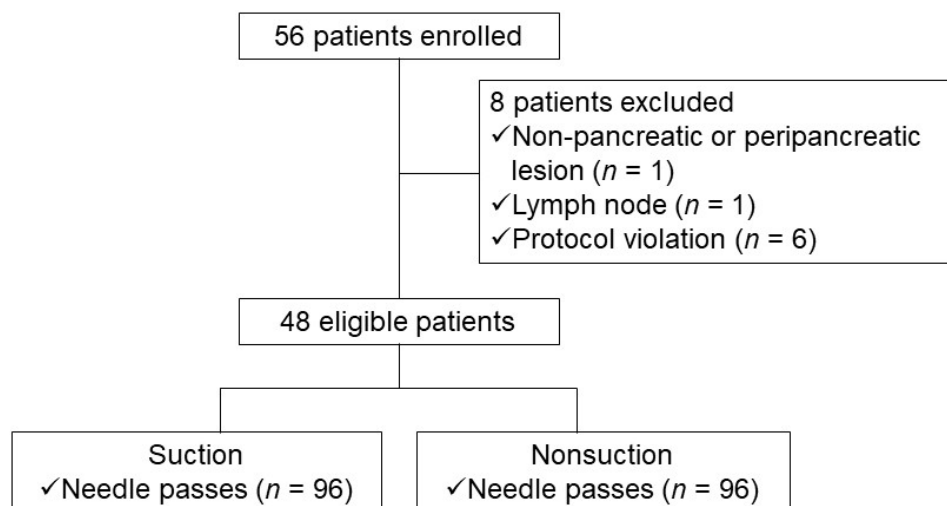 56 patients enrolled
8 patients excluded
✓Non-pancreatic or peripancreatic
lesion (n = 1)
✓Lymph node (n = 1)
✓Protocol violation (n = 6)
48 eligible patients
Suction
✓Needle passes (n = 96)
Nonsuction
✓Needle passes (n = 96)